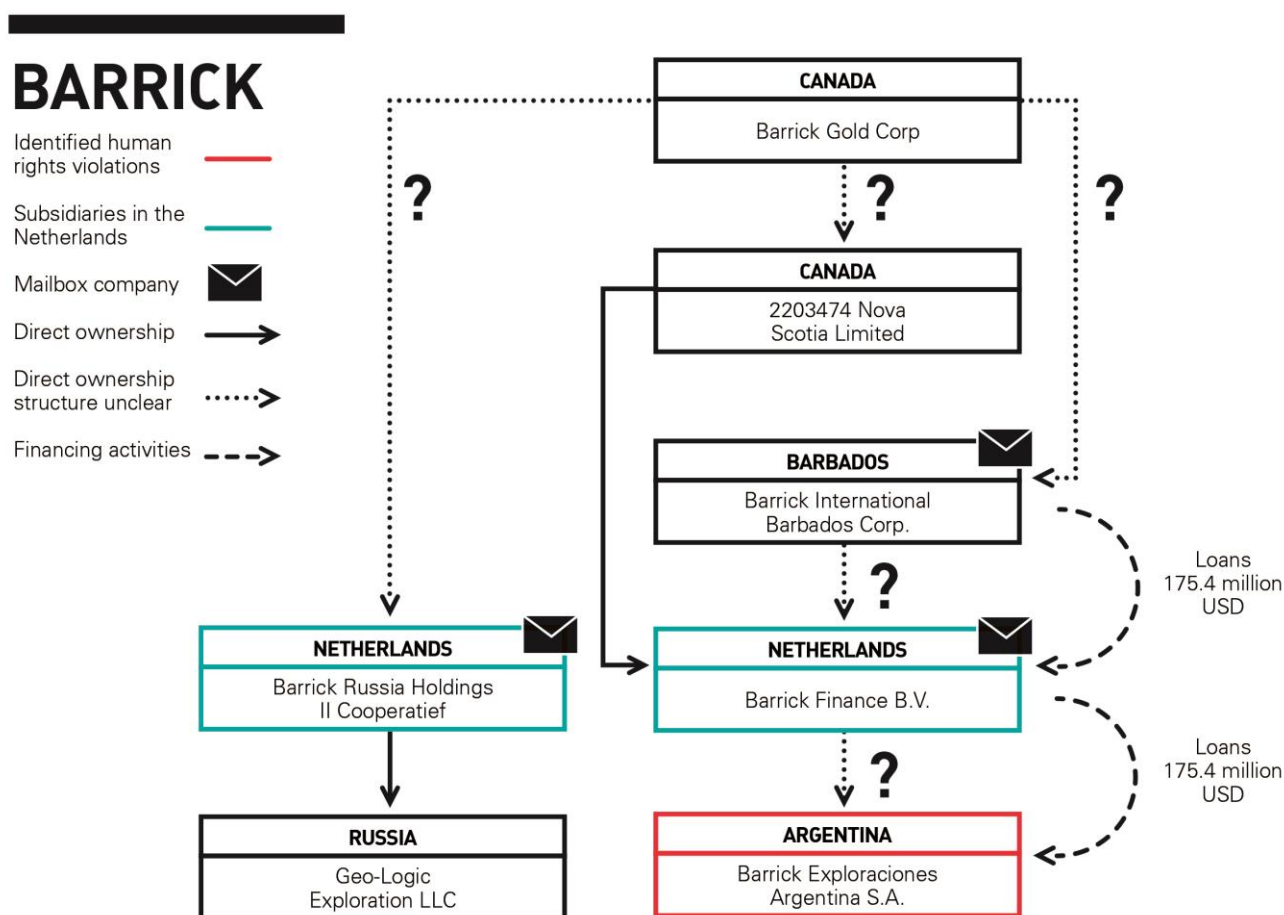 BARRICK
Identified human
rights violations
Subsidiaries in the
Netherlands
Mailbox company
Direct ownership
Direct ownership
structure unclear
Financing activities
CANADA
Barrick Gold Corp
?
?
?
CANADA
2203474 Nova
Scotia Limited
BARBADOS
Barrick International
Barbados Corp.
?
Loans
175.4 million
USD
NETHERLANDS
Barrick Russia Holdings
II Cooperatief
NETHERLANDS
Barrick Finance B.V.
?
Loans
175.4 million
USD
RUSSIA
Geo-Logic
Exploration LLC
ARGENTINA
Barrick Exploraciones
Argentina S.A.